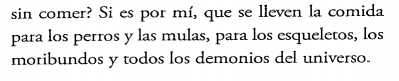 sin comer? Si es por mí, que se lleven la comida
para los perros y las mulas, para los esqueletos, los
moribundos y todos los demonios del universo.